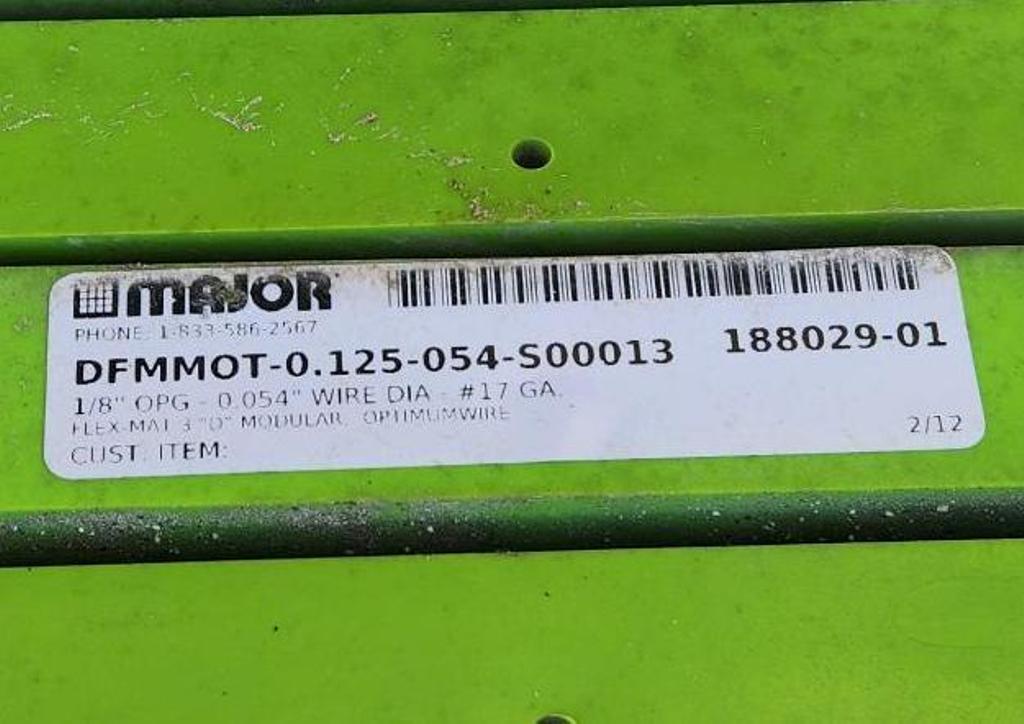 MAJOR
PHONE: 1-833-586-2567
DFMMOT-0.125-054-S00013 188029-01
1/8" OPG - 0.054" WIRE DIA - #17 GA.
FLEX-MAT 3 "D" MODULAR, OPTIMUMWIRE
2/12
CUST. ITEM: